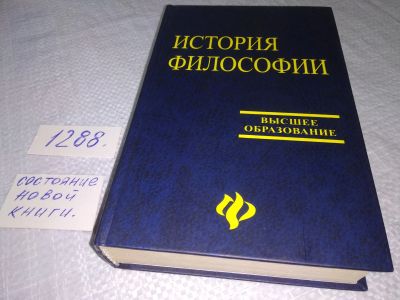 ИСТОРИЯ
ФИЛОСОФИИ
ВЫСШЕЕ
ОБРАЗОВАНИЕ
1288.
состояние
новой
книги.